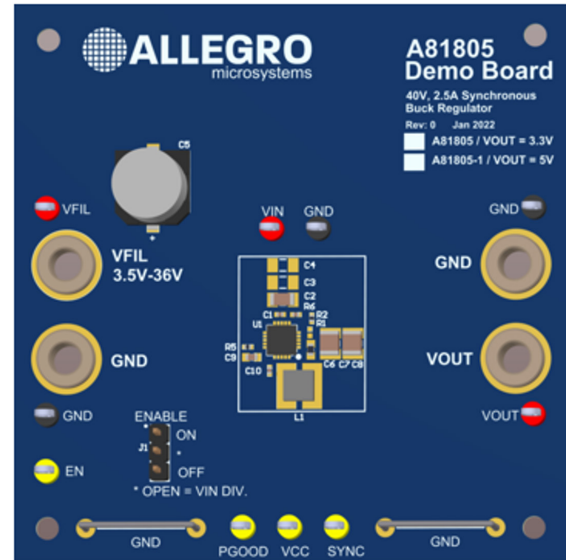 ALLEGRO
microsystems
A81805
Demo Board
40V, 2.5A Synchronous
Buck Regulator
Rev: 0 Jan 2022
A81805 / VOUT = 3.3V
A81805-1 / VOUT = 5V
C5
+
VFIL
VIN
GND
GND
VFIL
3.5V-36V
GND
C4
C3
C2
R6
C1
R2
R1
U1
R5
C9
C10
C6 C7 C8
L1
GND
VOUT
GND
VOUT
ENABLE
* ON
J1 *
OFF
* OPEN = VIN DIV.
EN
GND
PGOOD
VCC
SYNC
GND